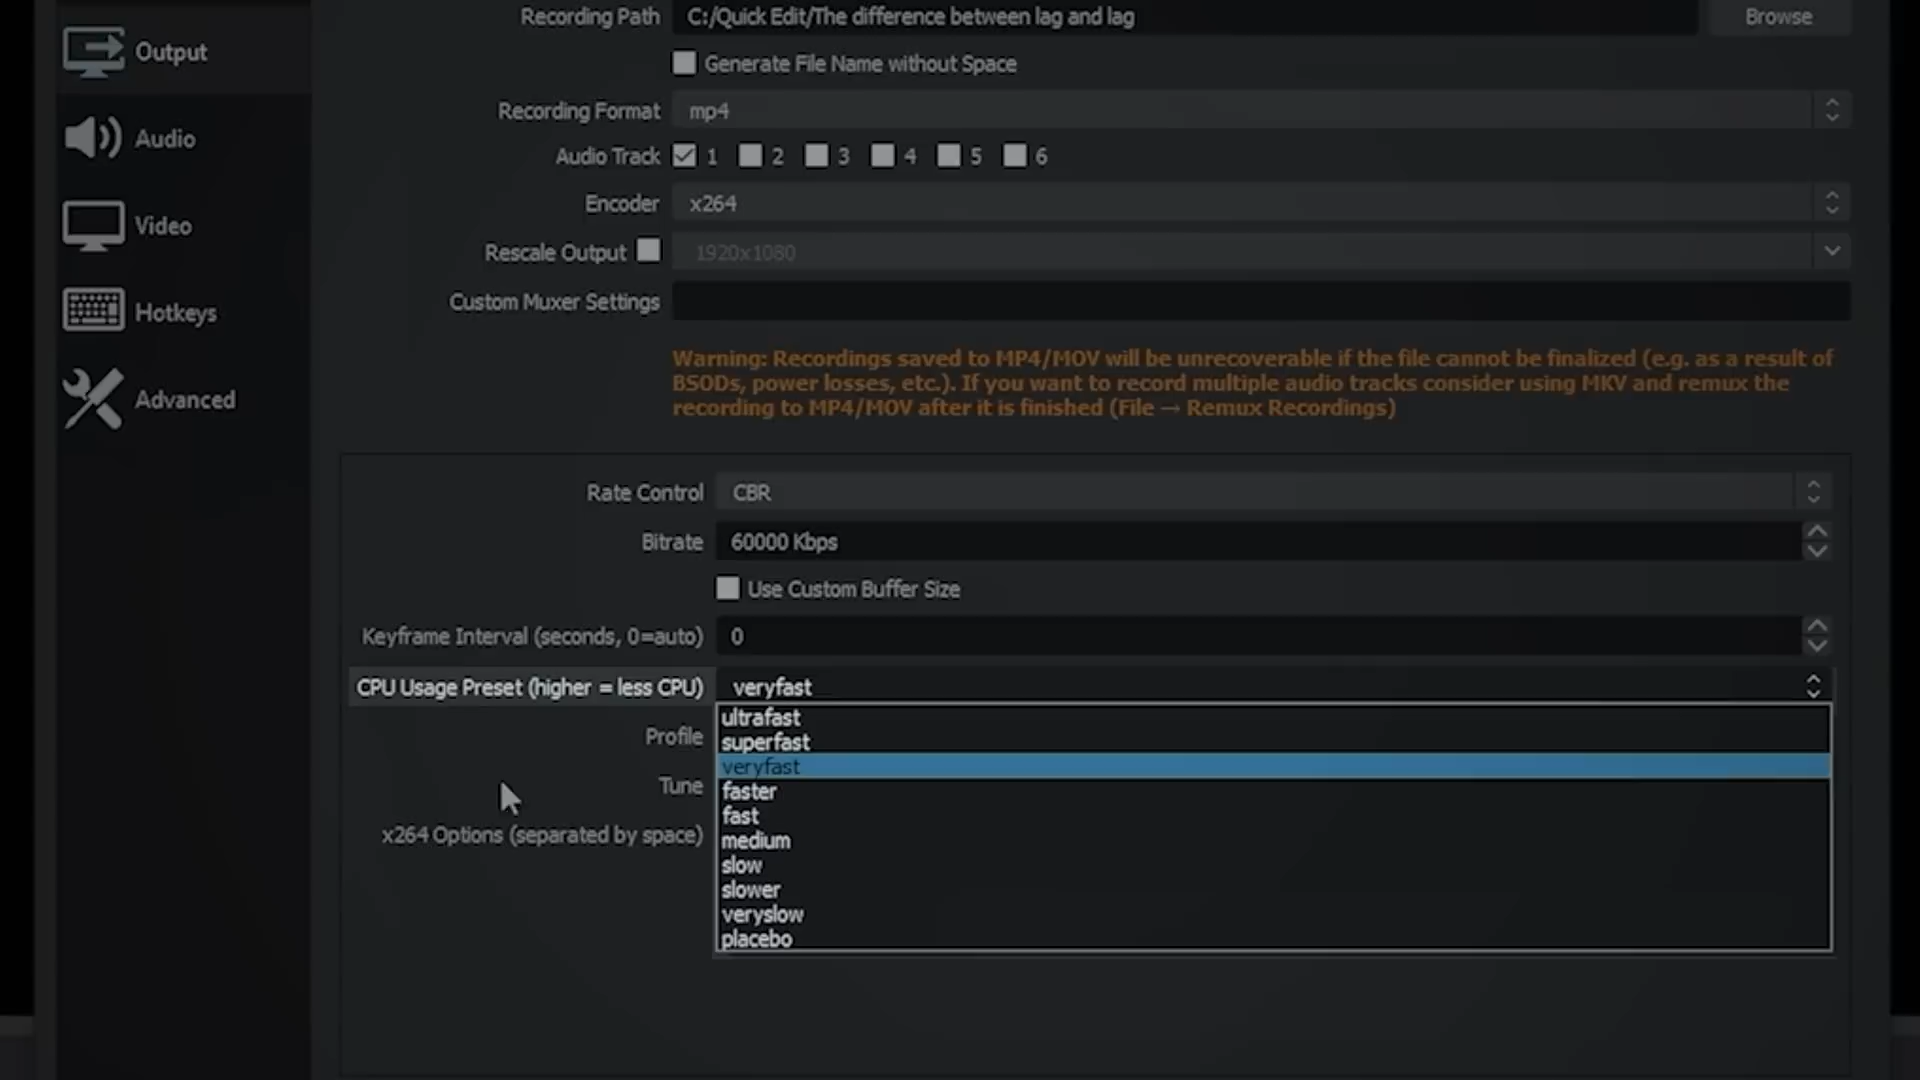 Output
Audio
Video
Hotkeys
Advanced
Recording Path C:/Quick Edit/The difference between lag and lag Browse
Generate File Name without Space
Recording Format mp4
Audio Track 1 2 3 4 5 6
Encoder x264
Rescale Output 1920x1080
Custom Muxer Settings
Warning: Recordings saved to MP4/MOV will be unrecoverable if the file cannot be finalized (e.g. as a result of
BSODs, power losses, etc.). If you want to record multiple audio tracks consider using MKV and remux the
recording to MP4/MOV after it is finished (File → Remux Recordings)
Rate Control CBR
Bitrate 60000 Kbps
Use Custom Buffer Size
Keyframe Interval (seconds, 0=auto) 0
CPU Usage Preset (higher = less CPU) veryfast
Profile
Tune
x264 Options (separated by space)
ultrafast
superfast
veryfast
faster
fast
medium
slow
slower
veryslow
placebo